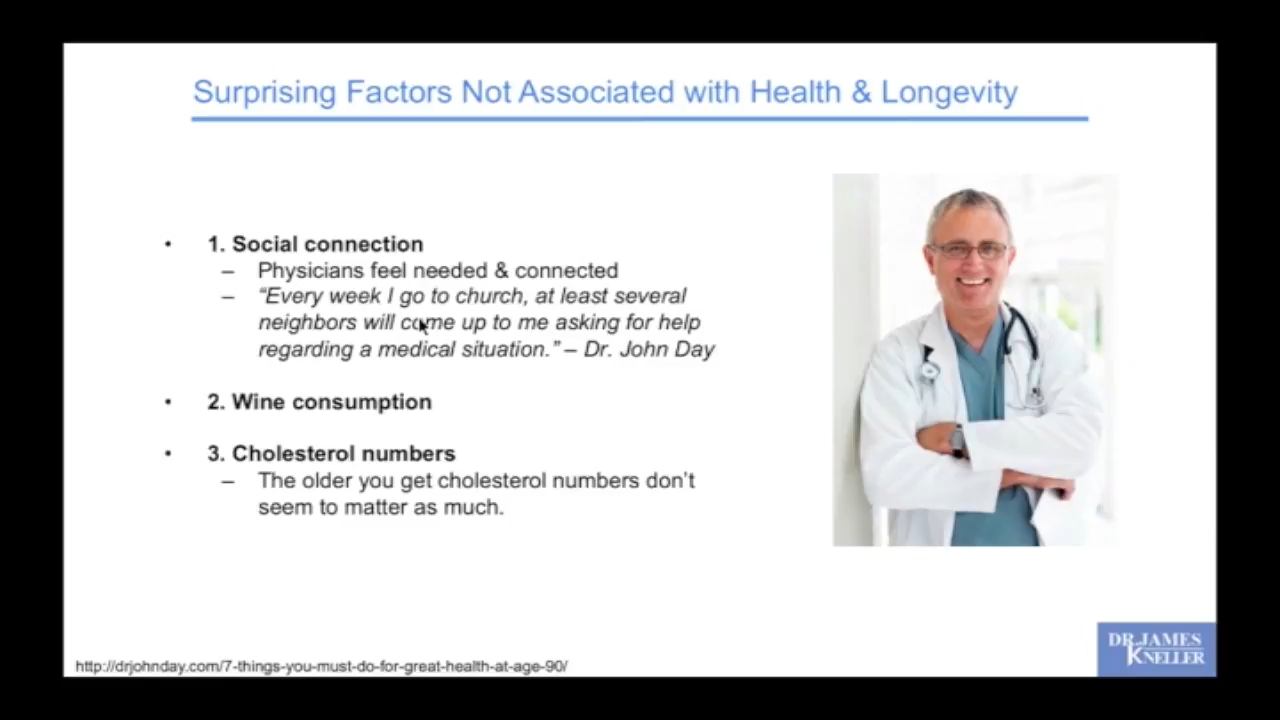 Surprising Factors Not Associated with Health & Longevity
• 1. Social connection
– Physicians feel needed & connected
– “Every week I go to church, at least several
neighbors will come up to me asking for help
regarding a medical situation.” – Dr. John Day
• 2. Wine consumption
• 3. Cholesterol numbers
– The older you get cholesterol numbers don’t
seem to matter as much.
http://drjohnday.com/7-things-you-must-do-for-great-health-at-age-90/
DR.JAMES
KNELLER